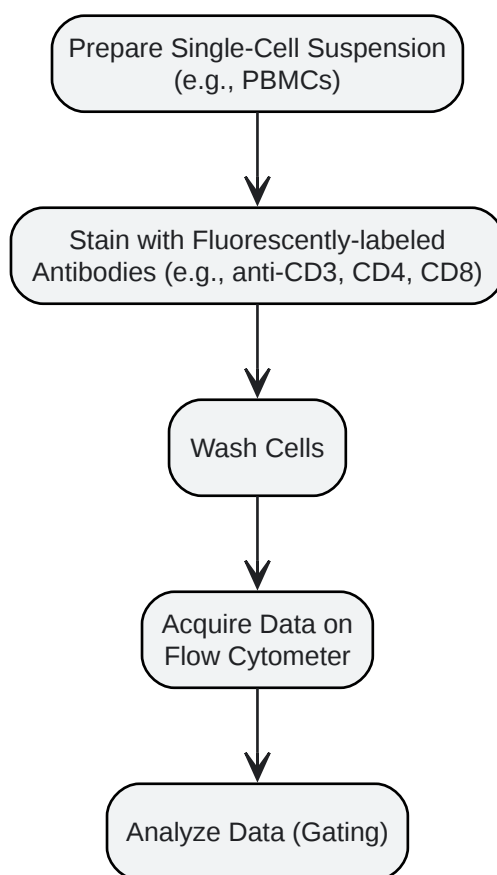 Prepare Single-Cell Suspension
(e.g., PBMCs)
Stain with Fluorescently-labeled
Antibodies (e.g., anti-CD3, CD4, CD8)
Wash Cells
Acquire Data on
Flow Cytometer
Analyze Data (Gating)